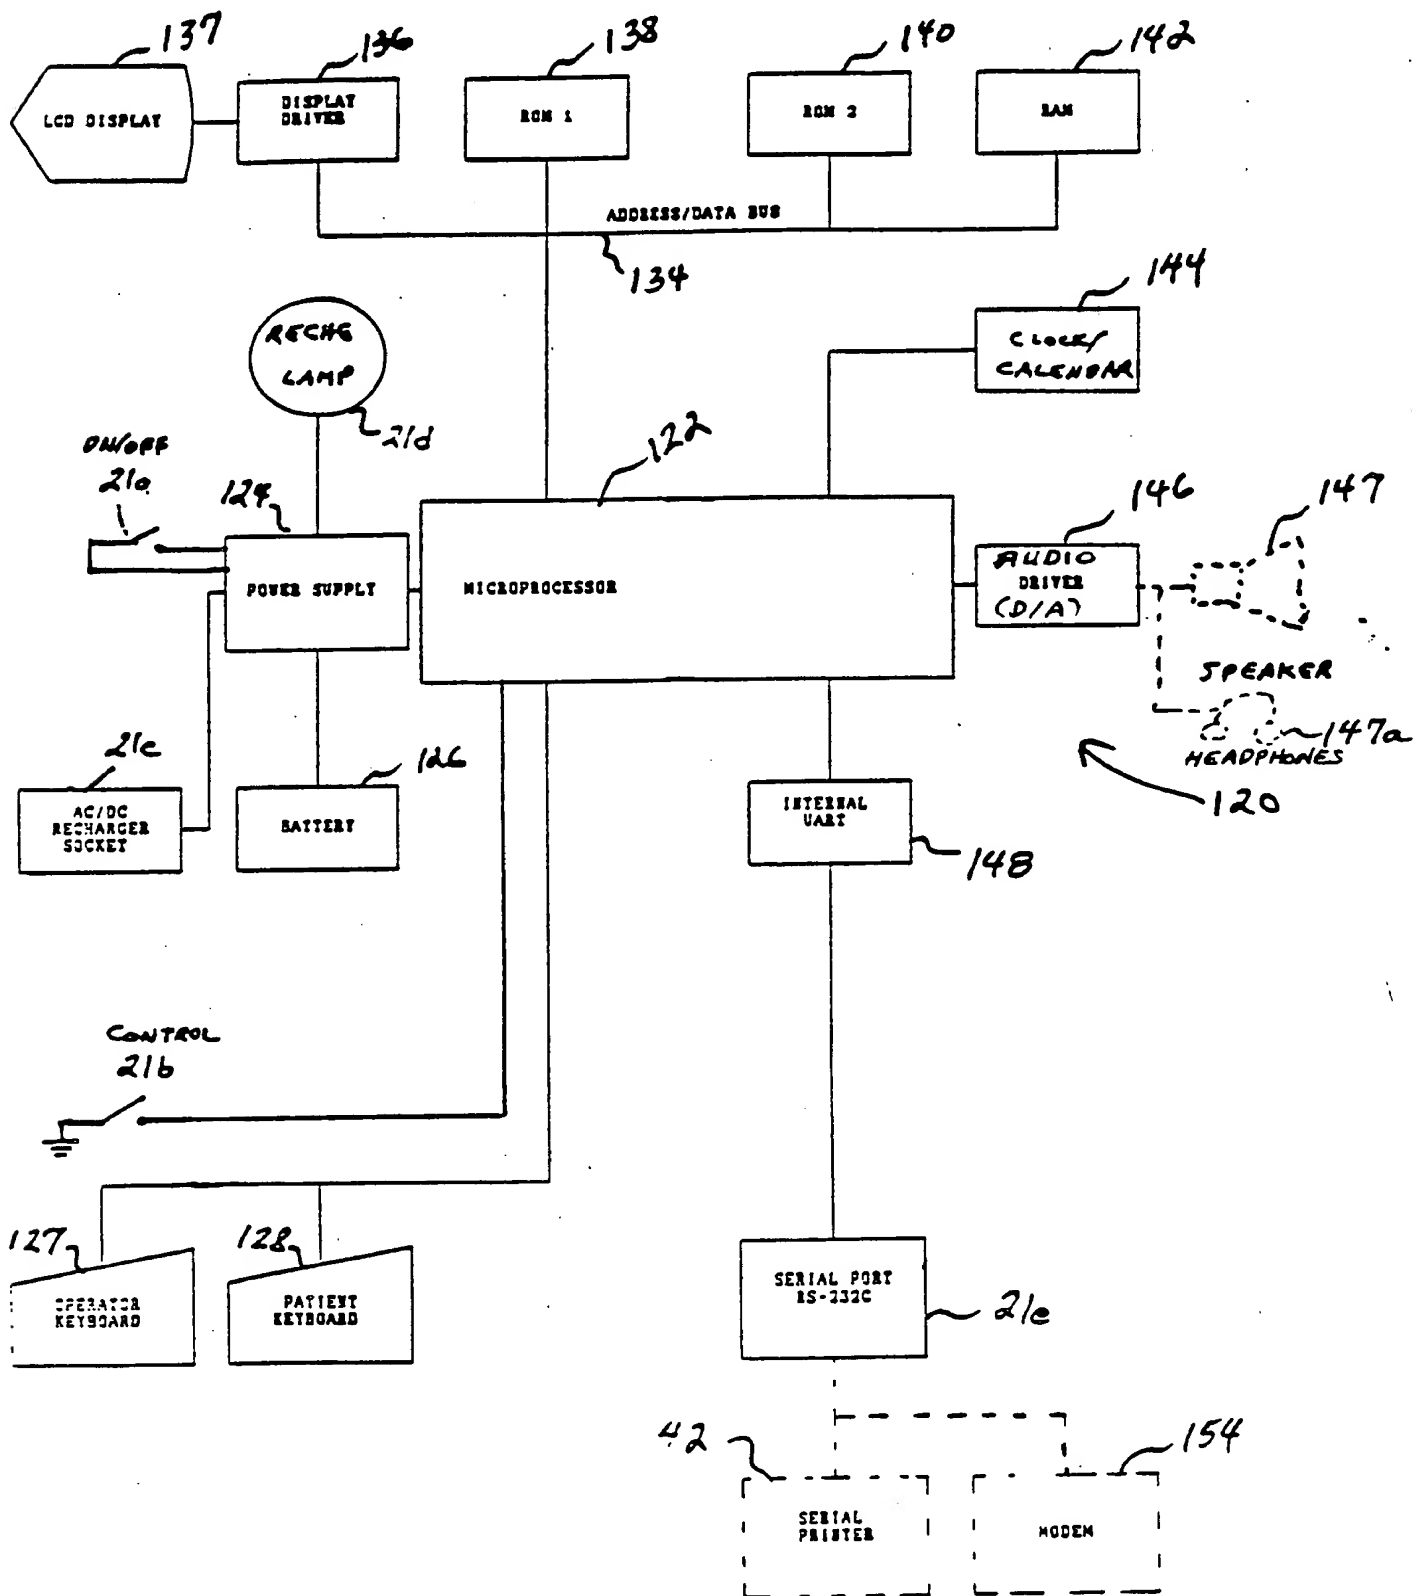 137
136
138
140
142
LCD DISPLAY
DISPLAY
DRIVER
ROM 1
ROM 2
RAM
ADDRESS/DATA BUS
134
144
RECHG
LAMP
CLOCK/
CALENDAR
21d
ON/OFF
21a
124
122
146
147
POWER SUPPLY
MICROPROCESSOR
AUDIO
DRIVER
(D/A)
SPEAKER
147a
HEADPHONES
21c
126
120
AC/DC
RECHARGER
SOCKET
BATTERY
INTERNAL
UART
148
CONTROL
21b
127
128
OPERATOR
KEYBOARD
PATIENT
KEYBOARD
SERIAL PORT
RS-232C
21e
42
154
SERIAL
PRINTER
MODEM